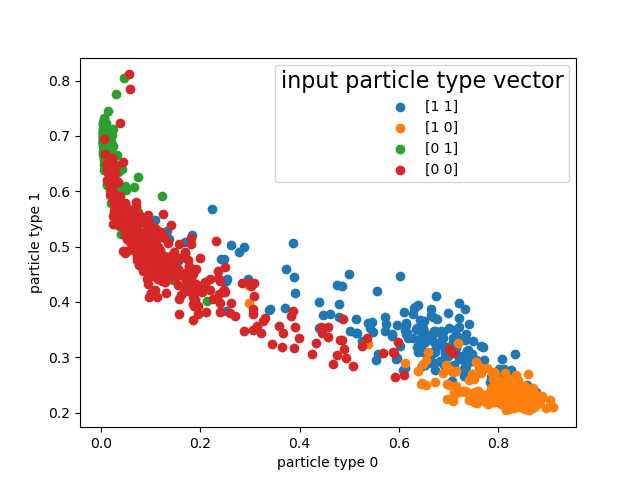 input particle type vector
[1 1]
[1 0]
[0 1]
[0 0]
0.8
0.7
0.6
0.5
0.4
0.3
0.2
particle type 1
0.0 0.2 0.4 0.6 0.8
particle type 0